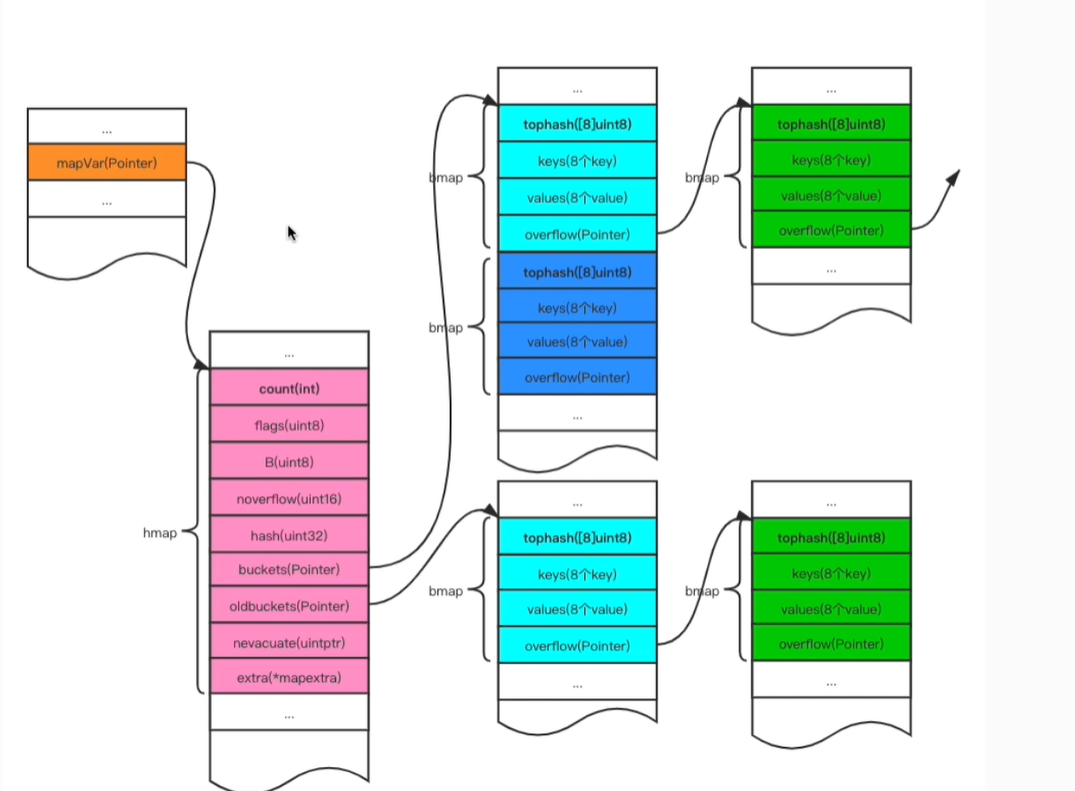 ...
mapVar(Pointer)
...
...
count(int)
flags(uint8)
B(uint8)
noverflow(uint16)
hash(uint32)
buckets(Pointer)
oldbuckets(Pointer)
nevacuate(uintptr)
extra(*mapextra)
...
hmap
...
tophash([8]uint8)
keys(8个key)
values(8个value)
overflow(Pointer)
bmap
tophash([8]uint8)
keys(8个key)
values(8个value)
overflow(Pointer)
bmap
...
...
tophash([8]uint8)
keys(8个key)
values(8个value)
overflow(Pointer)
bmap
...
...
tophash([8]uint8)
keys(8个key)
values(8个value)
overflow(Pointer)
bmap
...
...
tophash([8]uint8)
keys(8个key)
values(8个value)
overflow(Pointer)
bmap
...